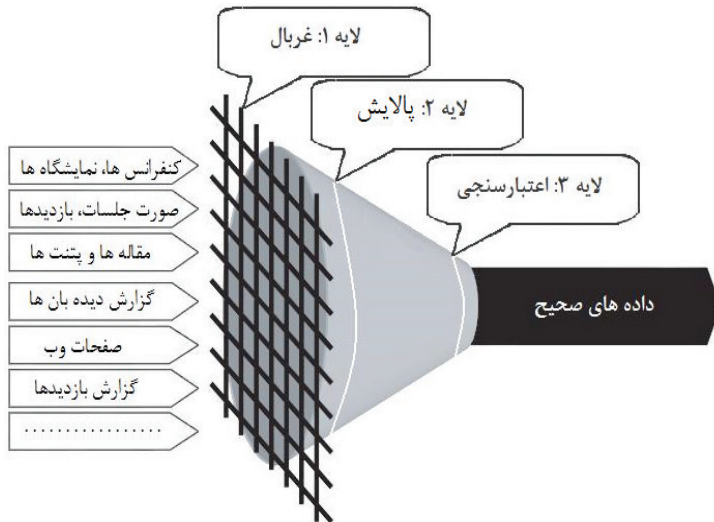 لایه ۱: غربال
لایه ۲: پالایش
لایه ۳: اعتبارسنجی
کنفرانس ها، نمایشگاه ها
صورت جلسات، بازدیدها
مقاله ها و پتنت ها
گزارش دیده بان ها
صفحات وب
گزارش بازدیدها
.................
داده های صحیح